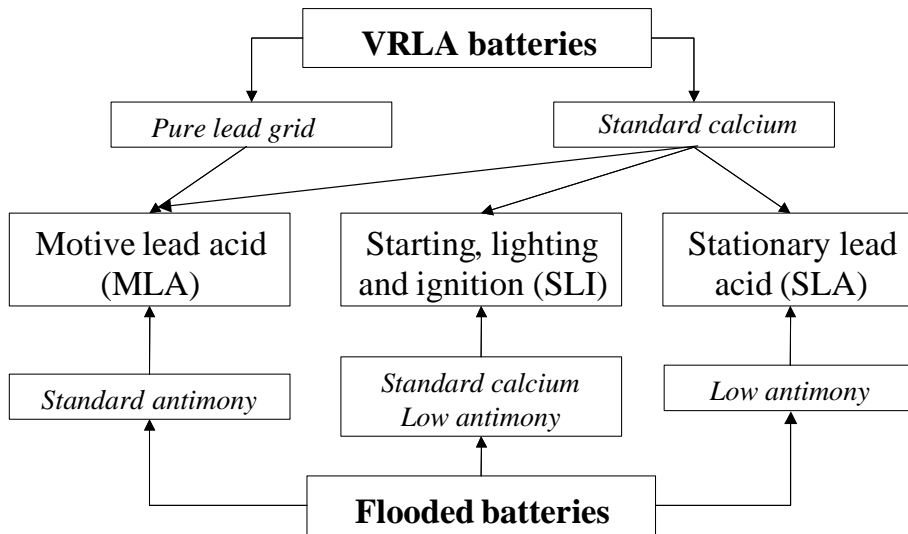 VRLA batteries
Pure lead grid
Standard calcium
Motive lead acid
(MLA)
Starting, lighting
and ignition (SLI)
Stationary lead
acid (SLA)
Standard antimony
Standard calcium
Low antimony
Low antimony
Flooded batteries